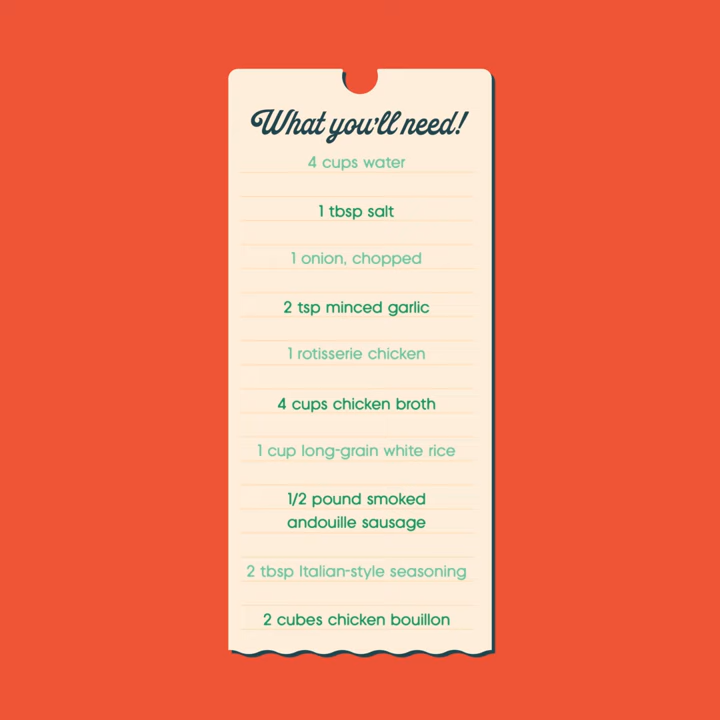 What you'll need!
4 cups water
1 tbsp salt
1 onion, chopped
2 tsp minced garlic
1 rotisserie chicken
4 cups chicken broth
1 cup long-grain white rice
1/2 pound smoked
andouille sausage
2 tbsp Italian-style seasoning
2 cubes chicken bouillon